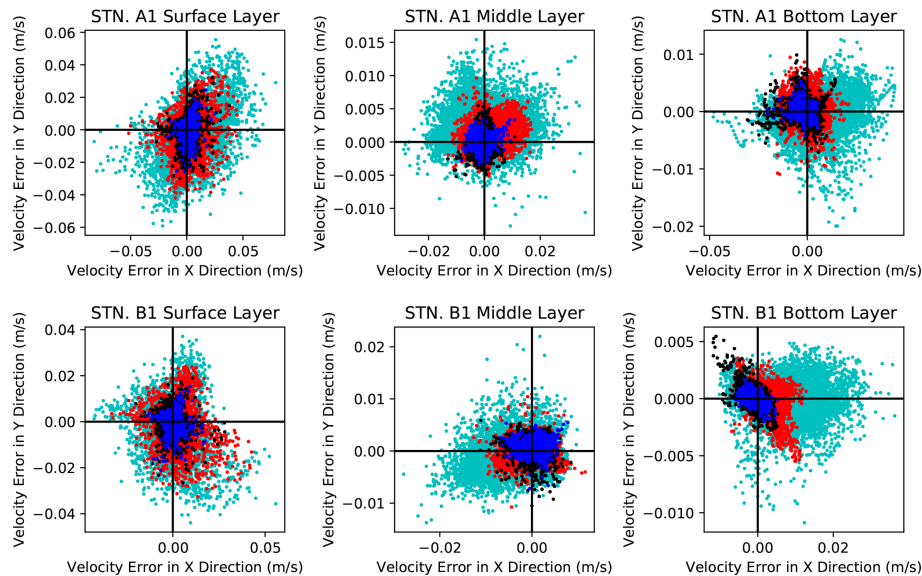 STN. A1 Surface Layer
Velocity Error in Y Direction (m/s)
0.06
0.04
0.02
0.00
−0.02
−0.04
−0.06
−0.05
0.00
0.05
Velocity Error in X Direction (m/s)
STN. A1 Middle Layer
Velocity Error in Y Direction (m/s)
0.015
0.010
0.005
0.000
−0.005
−0.010
−0.02
0.00
0.02
Velocity Error in X Direction (m/s)
STN. A1 Bottom Layer
Velocity Error in Y Direction (m/s)
0.01
0.00
−0.01
−0.02
−0.05
0.00
Velocity Error in X Direction (m/s)
STN. B1 Surface Layer
Velocity Error in Y Direction (m/s)
0.04
0.02
0.00
−0.02
−0.04
0.00
0.05
Velocity Error in X Direction (m/s)
STN. B1 Middle Layer
Velocity Error in Y Direction (m/s)
0.02
0.01
0.00
−0.01
−0.02
0.00
Velocity Error in X Direction (m/s)
STN. B1 Bottom Layer
Velocity Error in Y Direction (m/s)
0.005
0.000
−0.005
−0.010
0.00
0.02
Velocity Error in X Direction (m/s)